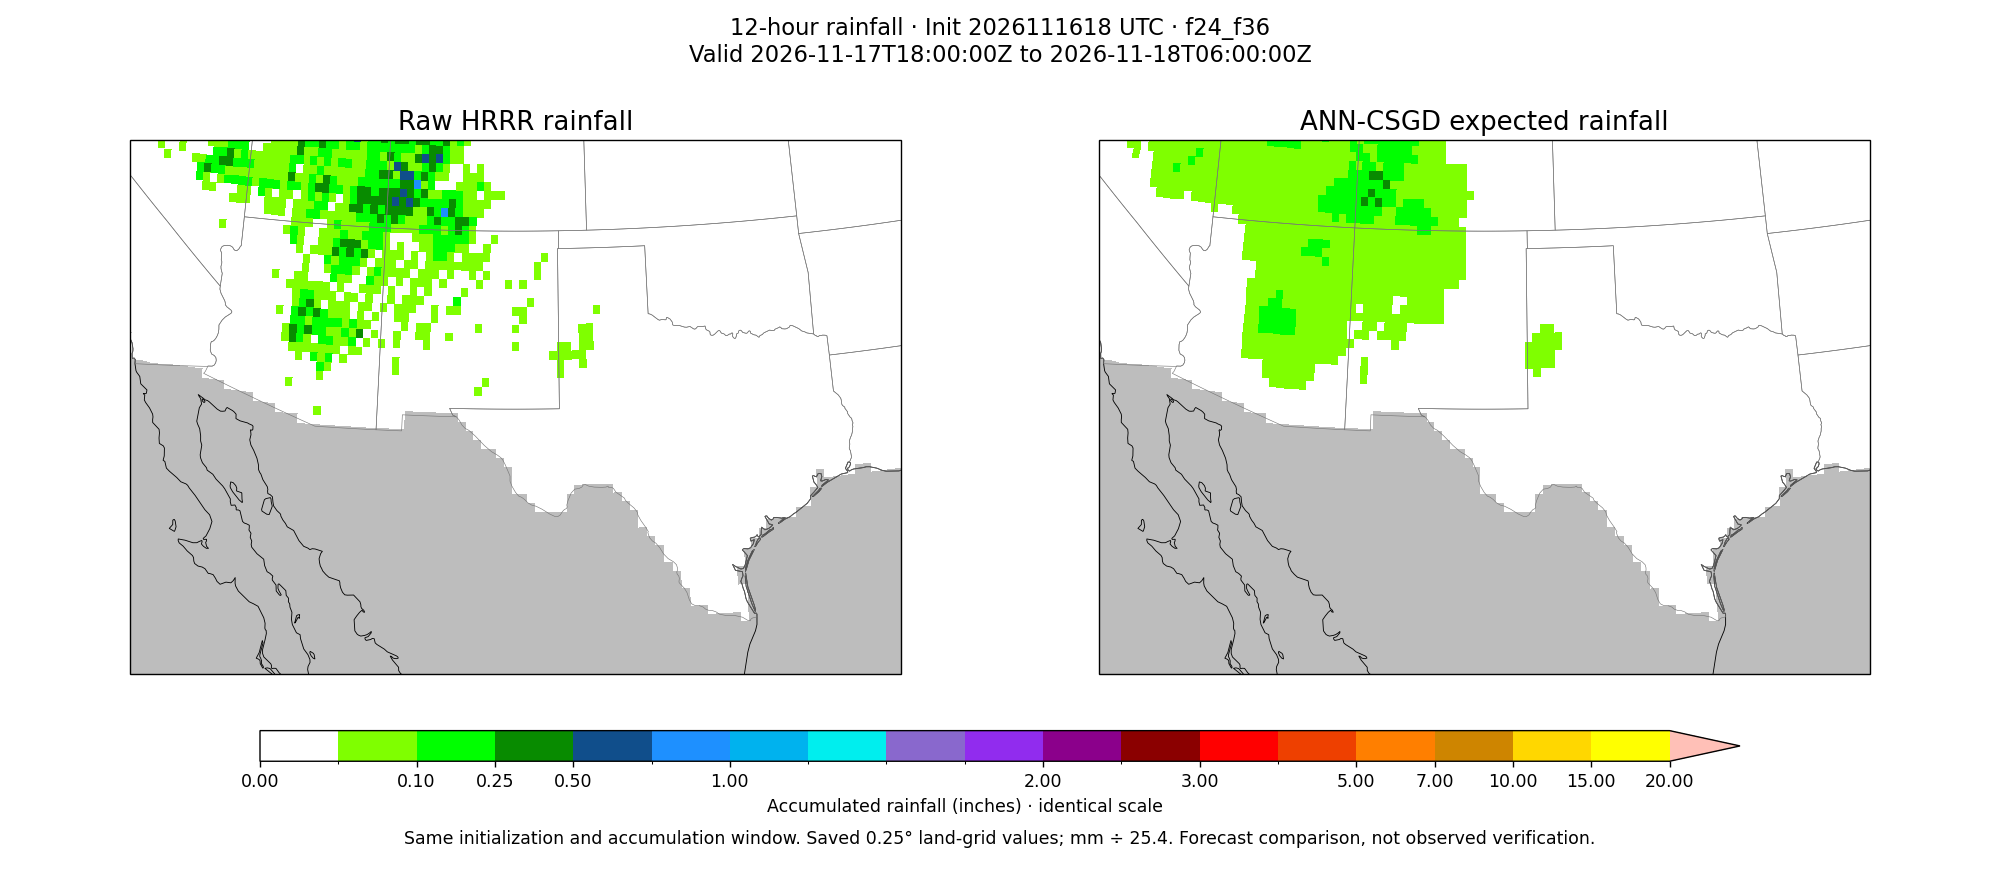 12-hour rainfall · Init 2026111618 UTC · f24_f36
Valid 2026-11-17T18:00:00Z to 2026-11-18T06:00:00Z
Raw HRRR rainfall
ANN-CSGD expected rainfall
0.00 0.10 0.25 0.50 1.00 2.00 3.00 5.00 7.00 10.00 15.00 20.00
Accumulated rainfall (inches) · identical scale
Same initialization and accumulation window. Saved 0.25° land-grid values; mm ÷ 25.4. Forecast comparison, not observed verification.